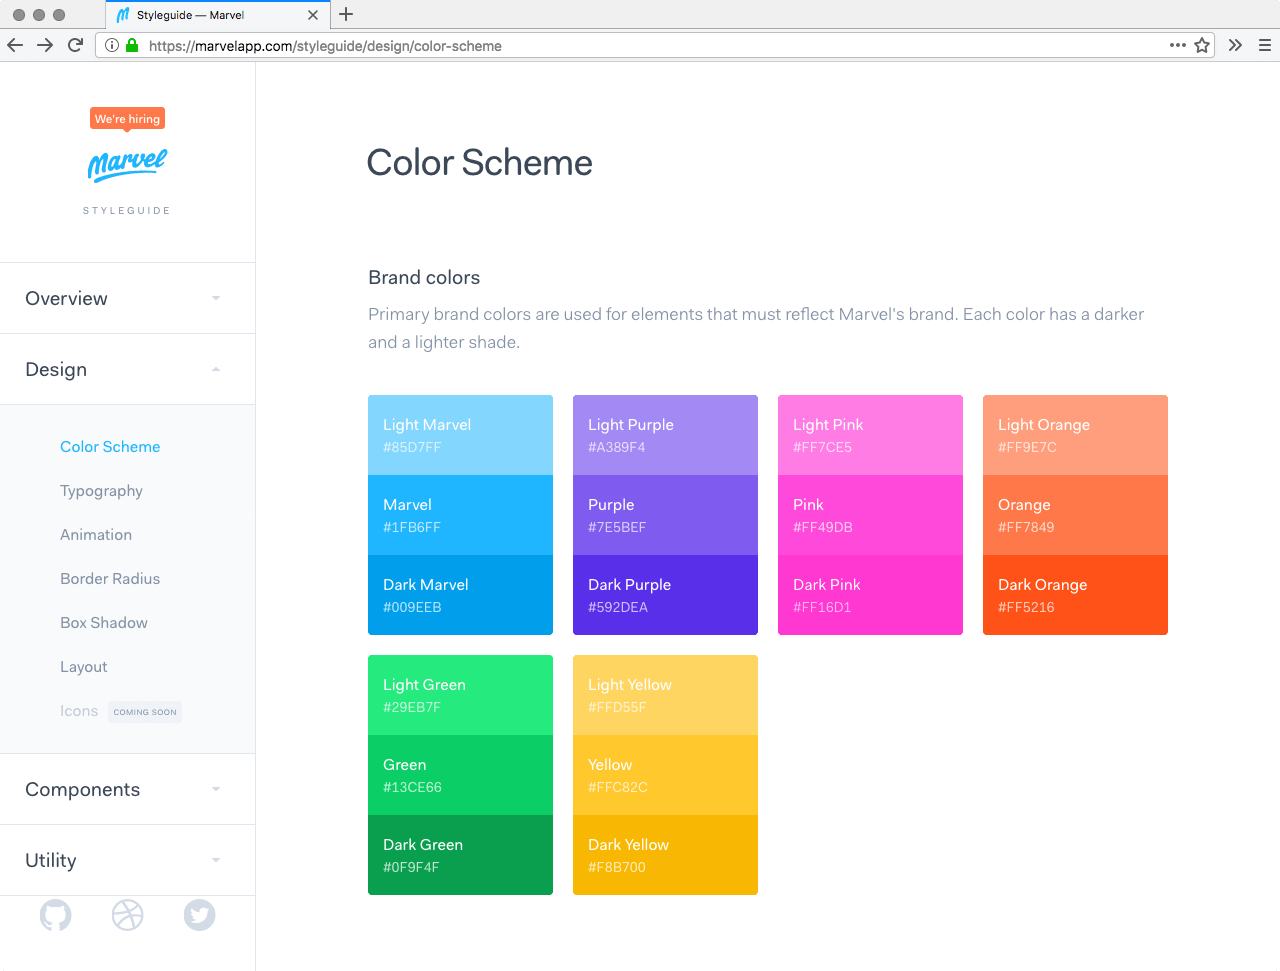 Styleguide — Marvel
https://marvelapp.com/styleguide/design/color-scheme
We're hiring
Marvel
STYLEGUIDE
Overview
Design
Color Scheme
Typography
Animation
Border Radius
Box Shadow
Layout
Icons COMING SOON
Components
Utility
Color Scheme
Brand colors
Primary brand colors are used for elements that must reflect Marvel's brand. Each color has a darker
and a lighter shade.
Light Marvel
#85D7FF
Marvel
#1FB6FF
Dark Marvel
#009EEB
Light Purple
#A389F4
Purple
#7E5BEF
Dark Purple
#592DEA
Light Pink
#FF7CE5
Pink
#FF49DB
Dark Pink
#FF16D1
Light Orange
#FF9E7C
Orange
#FF7849
Dark Orange
#FF5216
Light Green
#29EB7F
Green
#13CE66
Dark Green
#0F9F4F
Light Yellow
#FFD55F
Yellow
#FFC82C
Dark Yellow
#F8B700